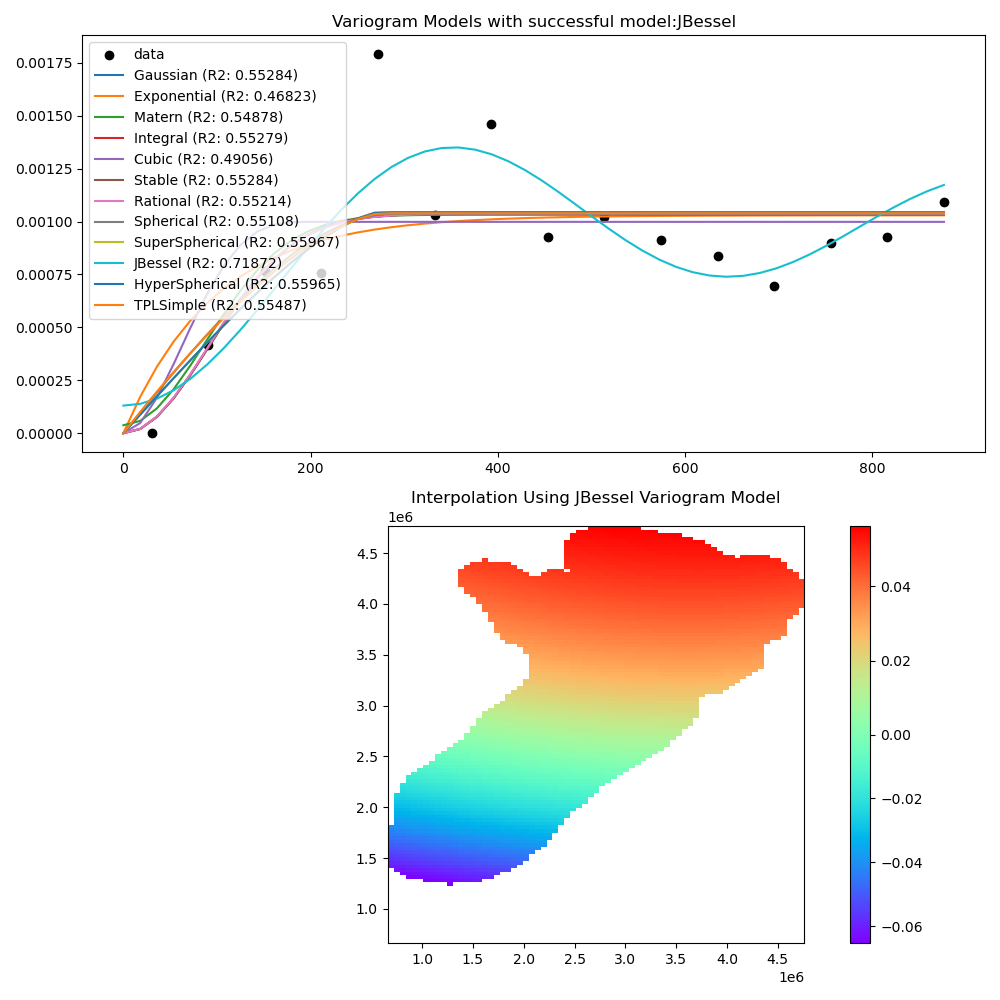 Variogram Models with successful model:JBessel
data
Gaussian (R2: 0.55284)
Exponential (R2: 0.46823)
Matern (R2: 0.54878)
Integral (R2: 0.55279)
Cubic (R2: 0.49056)
Stable (R2: 0.55284)
Rational (R2: 0.55214)
Spherical (R2: 0.55108)
SuperSpherical (R2: 0.55967)
JBessel (R2: 0.71872)
HyperSpherical (R2: 0.55965)
TPLSimple (R2: 0.55487)
0.00175
0.00150
0.00125
0.00100
0.00075
0.00050
0.00025
0.00000
0 200 400 600 800
Interpolation Using JBessel Variogram Model
1e6
4.5
4.0
3.5
3.0
2.5
2.0
1.5
1.0
1.0 1.5 2.0 2.5 3.0 3.5 4.0 4.5
1e6
0.04
0.02
0.00
−0.02
−0.04
−0.06